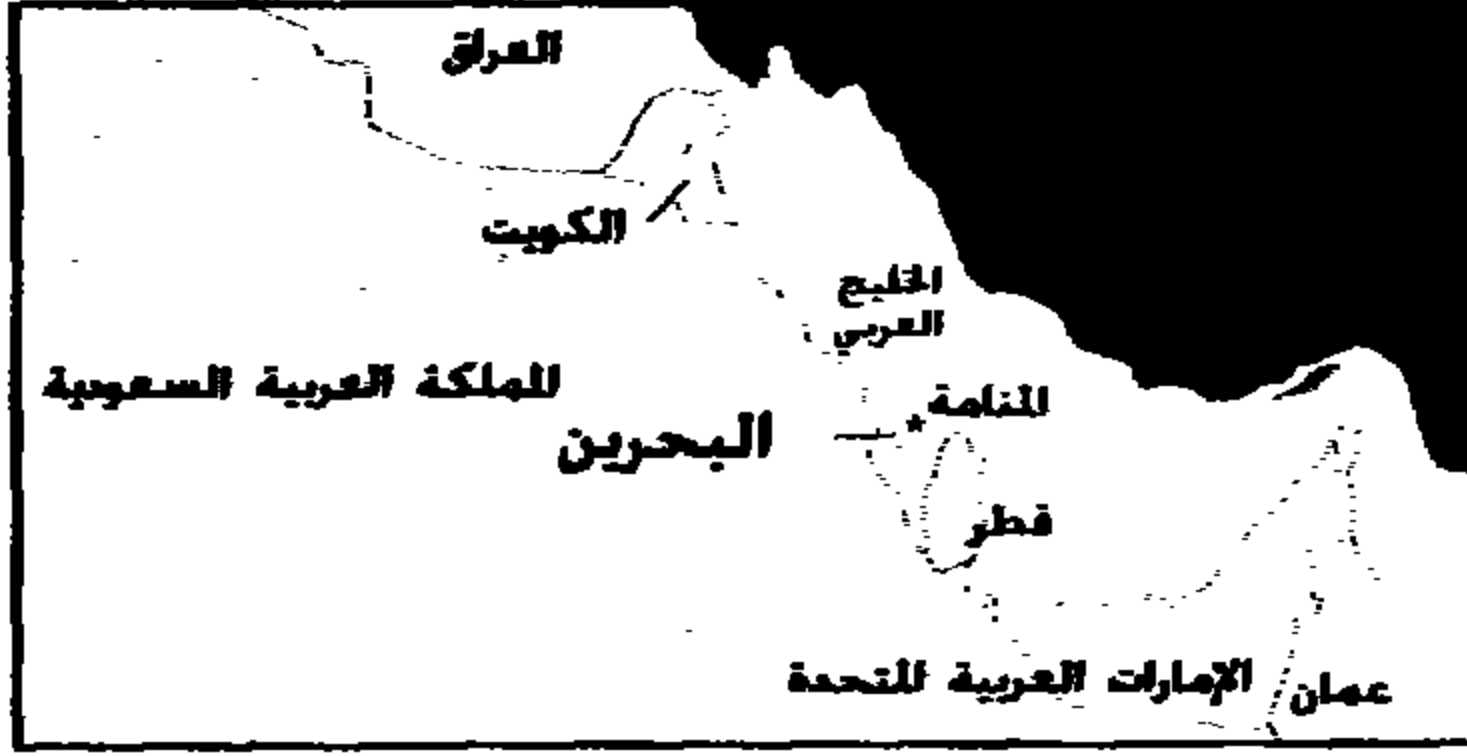 العراق
الكويت
الخليج
العربي
المملكة العربية السعودية
المنامة
البحرين
قطر
الإمارات العربية المتحدة
عمان